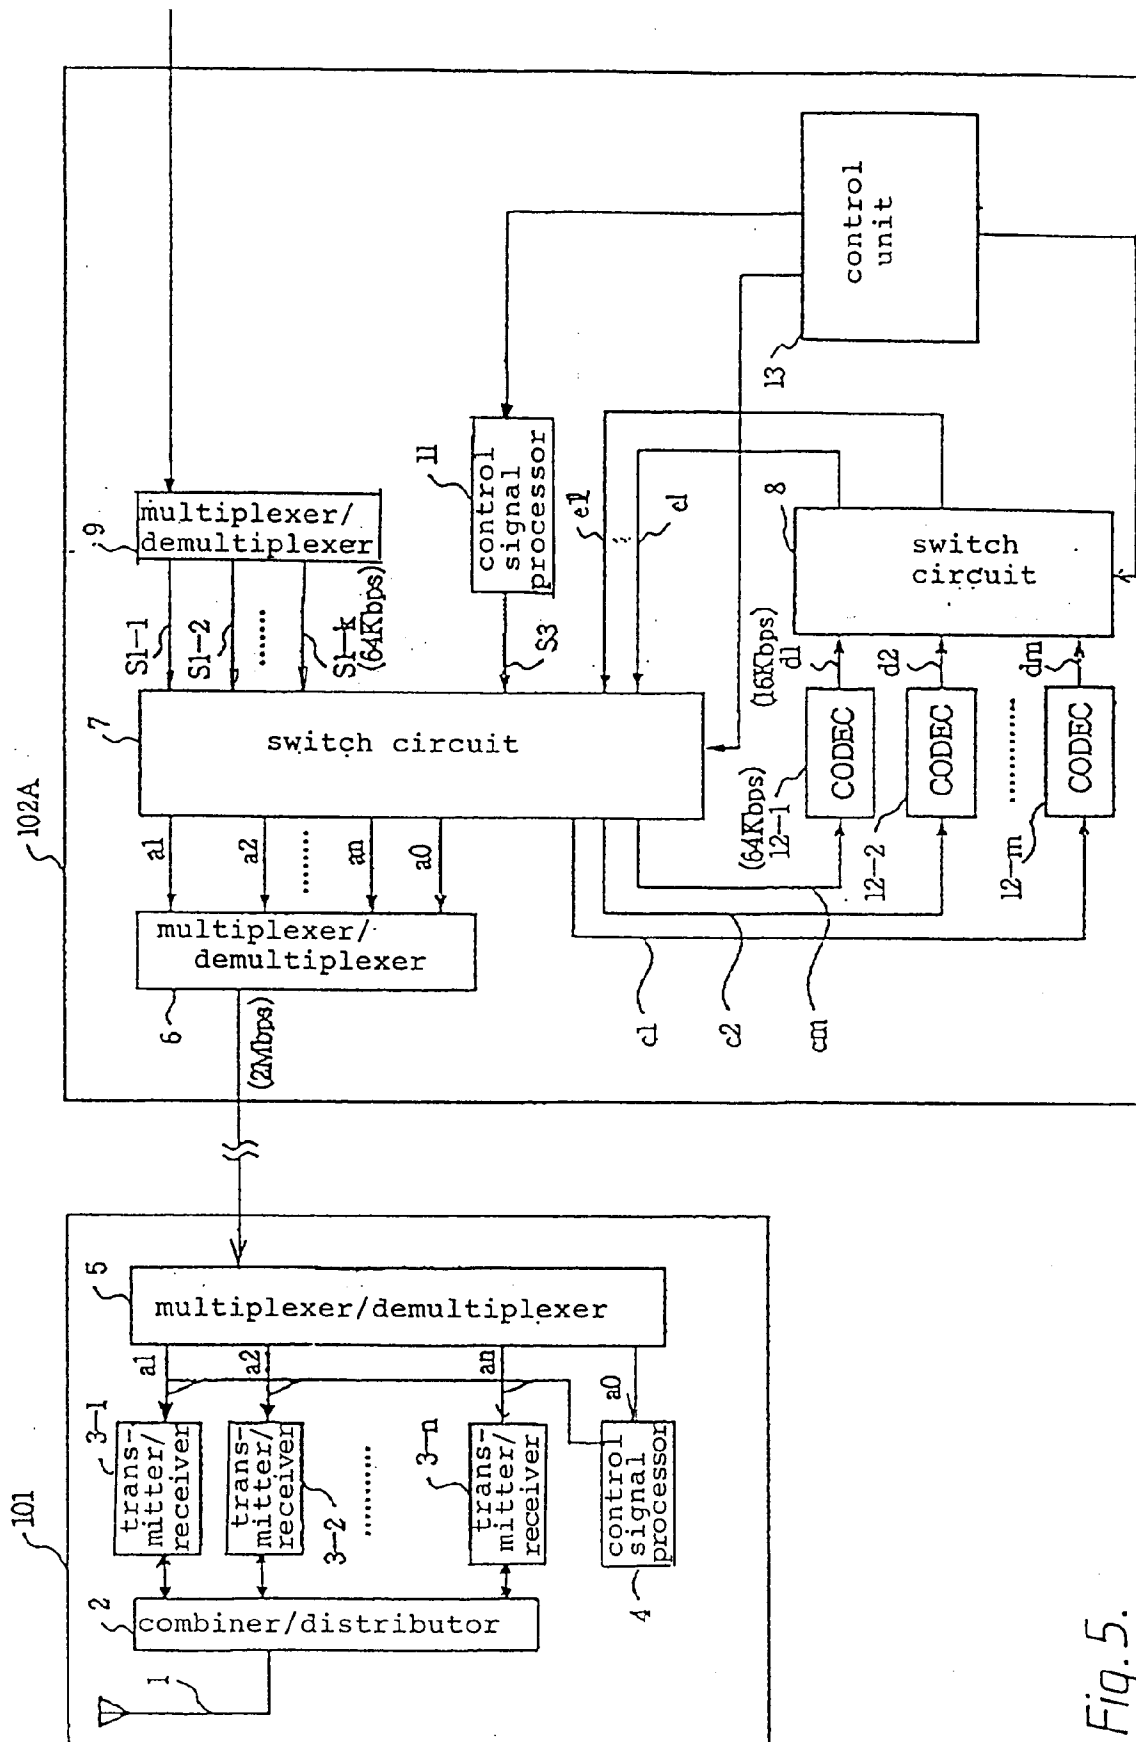 101
1
2
combiner/distributor
3-1
trans-
mitter/
receiver
trans-
mitter/
receiver
3-2
.........
3-n
trans-
mitter/
receiver
control
signal
processor
4
a1
a2
an
a0
5
multiplexer/demultiplexer
(2Mbps)
102A
6
multiplexer/
demultiplexer
a1
a2
........
an
a0
7
switch circuit
S1-1
S1-2
......
S1-k
(64Kbps)
9
multiplexer/
demultiplexer
S3
11
control
signal
processor
c1
c2
cm
(64Kbps)
12-1
CODEC
12-2
CODEC
.........
12-m
CODEC
(16Kbps)
d1
d2
dm
8
switch
circuit
13
control
unit
Fig. 5.